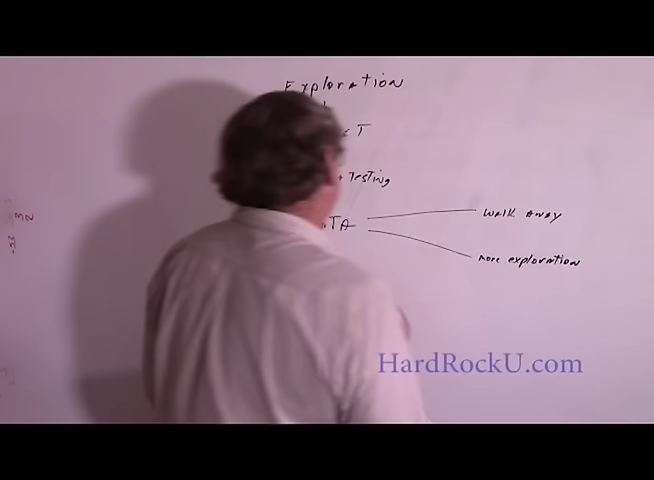 Exploration
T
Testing
TA
walk away
more exploration
HardRockU.com